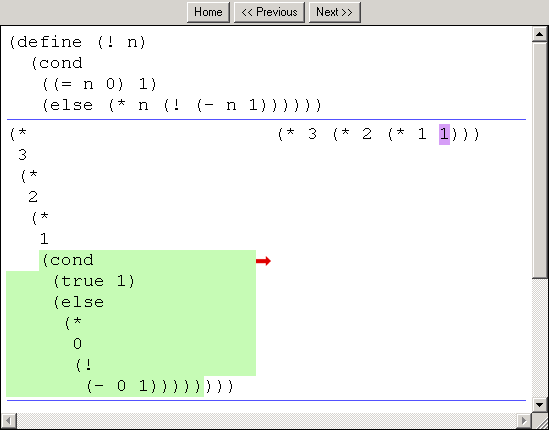 Home << Previous Next >>
(define (! n)
(cond
((= n 0) 1)
(else (* n (! (- n 1))))))
(*
3
(*
2
(*
1
(cond
(true 1)
(else
(*
0
(!
(- 0 1))))))))
(* 3 (* 2 (* 1 1)))